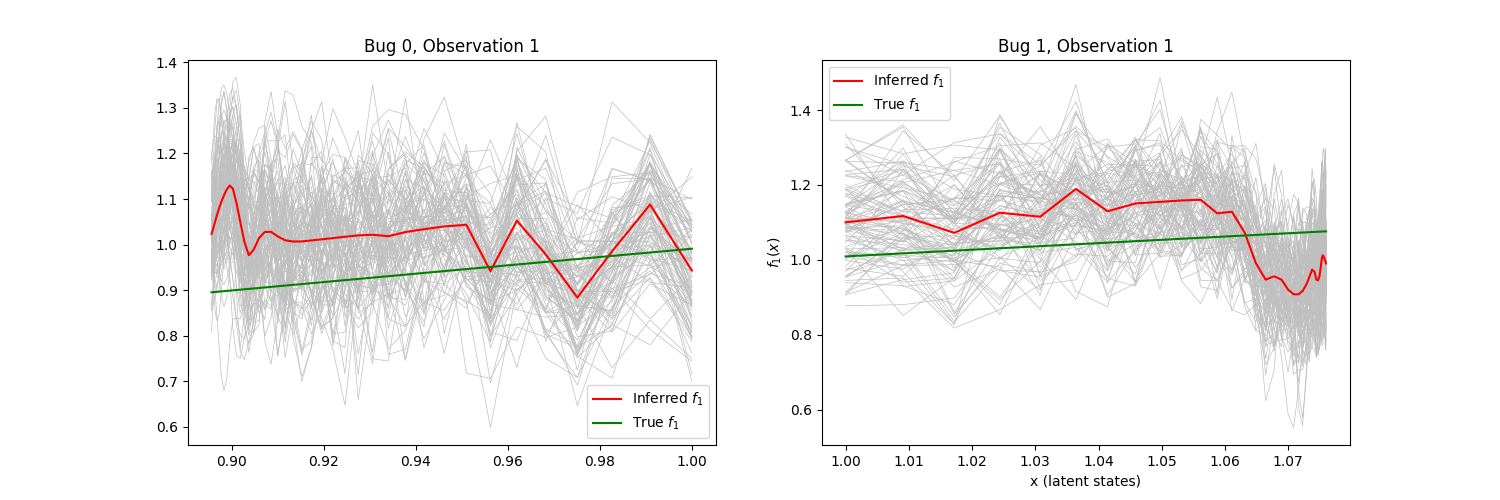 Bug 0, Observation 1
1.4
1.3
1.2
1.1
1.0
0.9
0.8
0.7
0.6
Inferred f₁
True f₁
0.90 0.92 0.94 0.96 0.98 1.00
Bug 1, Observation 1
Inferred f₁
True f₁
1.4
1.2
1.0
0.8
0.6
f₁(x)
1.00 1.01 1.02 1.03 1.04 1.05 1.06 1.07
x (latent states)